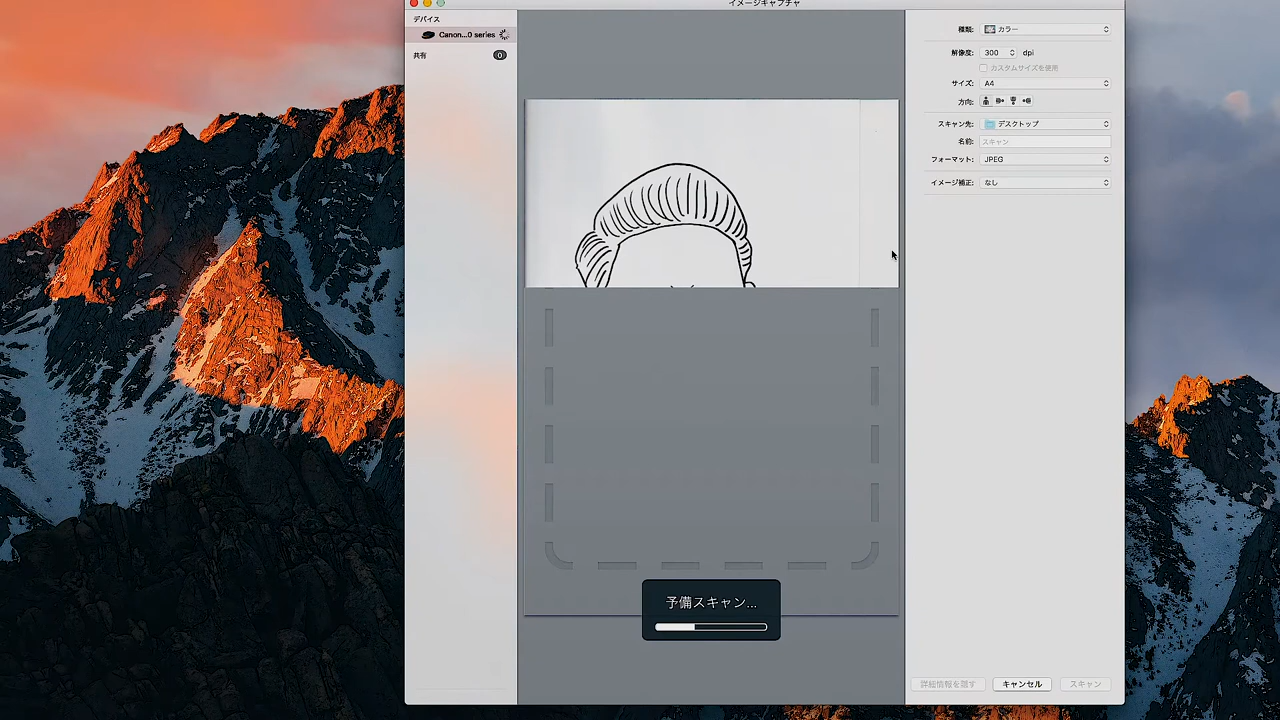 イメージキャプチャ
デバイス
Canon...0 series
共有
0
種類: カラー
解像度: 300 dpi
カスタムサイズを使用
サイズ: A4
方向:
スキャン先: デスクトップ
名前: スキャン
フォーマット: JPEG
イメージ補正: なし
予備スキャン...
詳細情報を隠す
キャンセル
スキャン